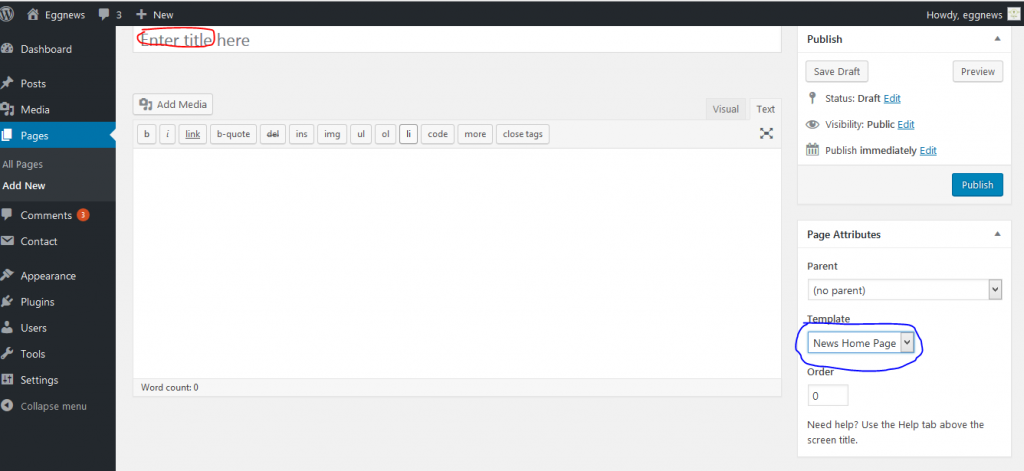 Eggnews 3 New Howdy, eggnews
Dashboard
Posts
Media
Pages
All Pages
Add New
Comments 3
Contact
Appearance
Plugins
Users
Tools
Settings
Collapse menu
Enter title here
Add Media
Visual Text
b i link b-quote del ins img ul ol li code more close tags
Word count: 0
Publish
Save Draft Preview
Status: Draft Edit
Visibility: Public Edit
Publish immediately Edit
Publish
Page Attributes
Parent
(no parent)
Template
News Home Page
Order
0
Need help? Use the Help tab above the
screen title.